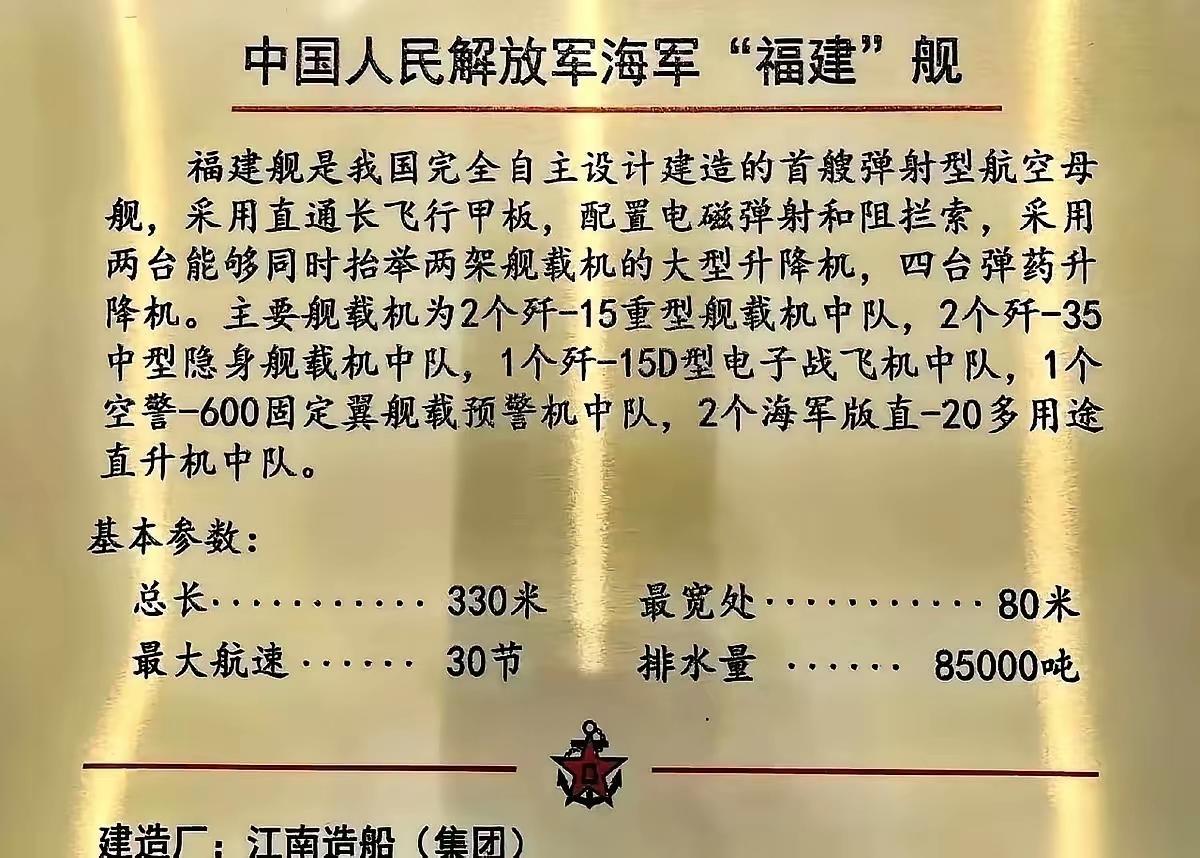 中国人民解放军海军“福建”舰
福建舰是我国完全自主设计建造的首艘弹射型航空母
舰，采用直通长飞行甲板，配置电磁弹射和阻拦索，采用
两台能够同时抬举两架舰载机的大型升降机，四台弹药升
降机。主要舰载机为2个歼-15重型舰载机中队，2个歼-35
中型隐身舰载机中队，1个歼-15D型电子战飞机中队，1个
空警-600固定翼舰载预警机中队，2个海军版直-20多用途
直升机中队。
基本参数：
总长··········· 330米 最宽处··········· 80米
最大航速······ 30节 排水量 ······ 85000吨
建造厂：江南造船（集团）